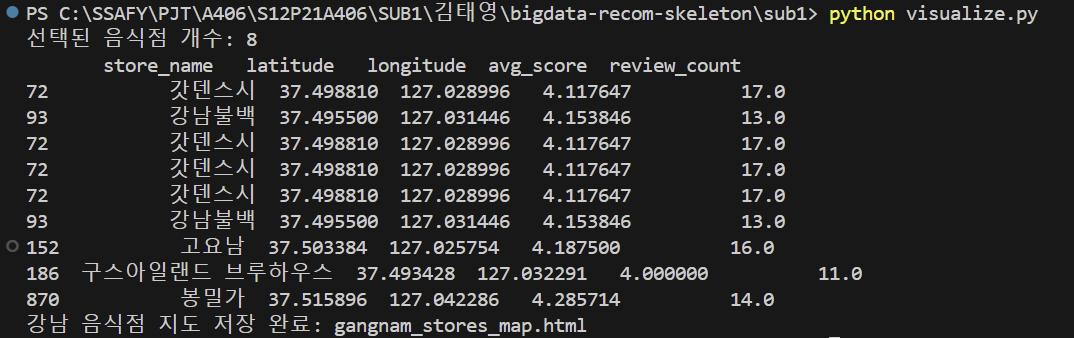 PS C:\SSAFY\PJT\A406\S12P21A406\SUB1\김태영\bigdata-recom-skeleton\sub1> python visualize.py
선택된 음식점 개수: 8
store_name latitude longitude avg_score review_count
72 갓덴스시 37.498810 127.028996 4.117647 17.0
93 강남불백 37.495500 127.031446 4.153846 13.0
72 갓덴스시 37.498810 127.028996 4.117647 17.0
72 갓덴스시 37.498810 127.028996 4.117647 17.0
72 갓덴스시 37.498810 127.028996 4.117647 17.0
93 강남불백 37.495500 127.031446 4.153846 13.0
152 고요남 37.503384 127.025754 4.187500 16.0
186 구스아일랜드 브루하우스 37.493428 127.032291 4.000000 11.0
870 봉밀가 37.515896 127.042286 4.285714 14.0
강남 음식점 지도 저장 완료: gangnam_stores_map.html